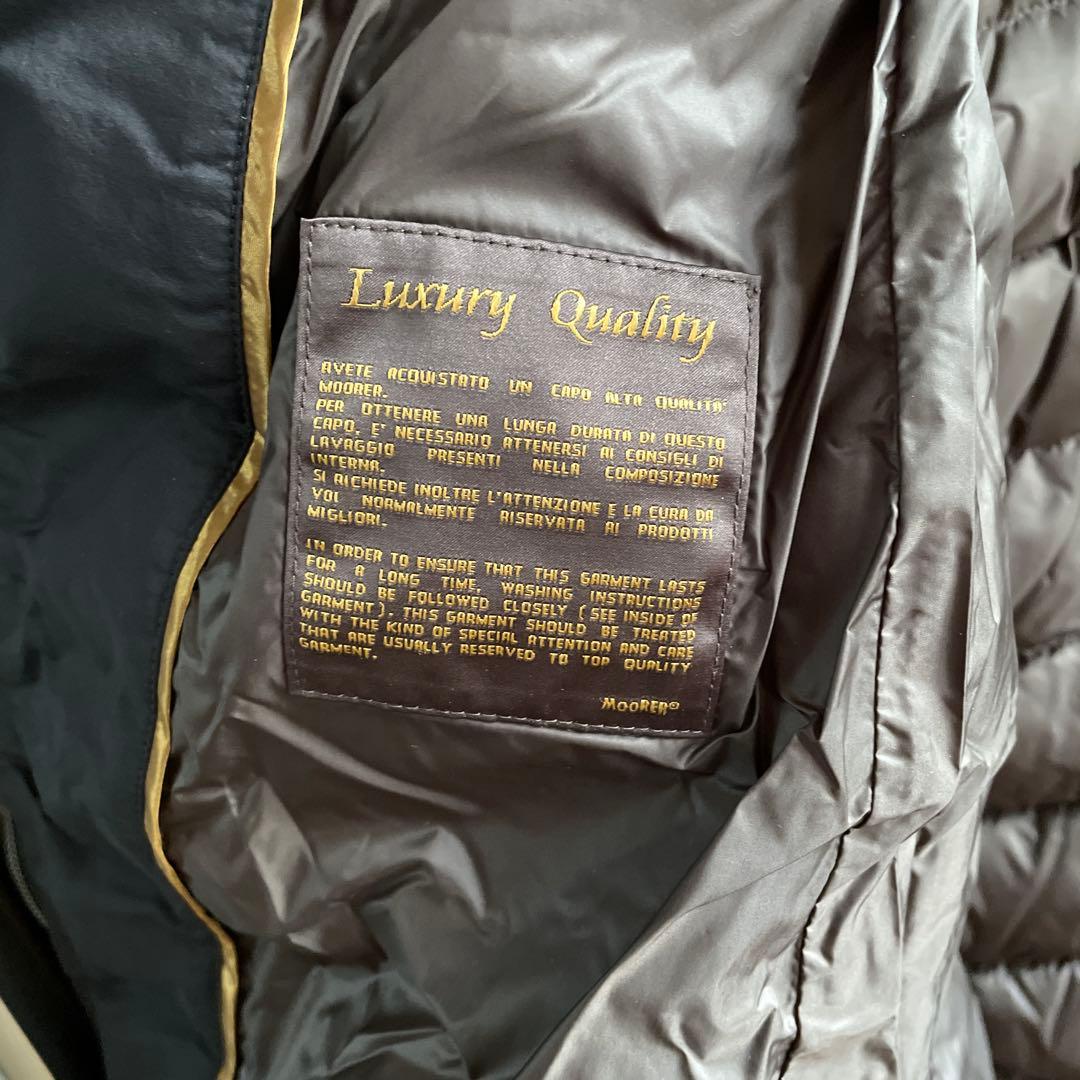 Luxury Quality
AVETE ACQUISTATO UN CAPO ALTA QUALITA'
MOORER.
PER OTTENERE UNA LUNGA DURATA DI QUESTO
CAPO, E' NECESSARIO ATTENERSI AI CONSIGLI DI
LAVAGGIO PRESENTI NELLA COMPOSIZIONE
INTERNA.
SI RICHIEDE INOLTRE L'ATTENZIONE E LA CURA DA
VOI NORMALMENTE RISERVATA AI PRODOTTI
MIGLIORI.
IN ORDER TO ENSURE THAT THIS GARMENT LASTS
FOR A LONG TIME, WASHING INSTRUCTIONS
SHOULD BE FOLLOWED CLOSELY (SEE INSIDE OF
GARMENT). THIS GARMENT SHOULD BE TREATED
WITH THE KIND OF SPECIAL ATTENTION AND CARE
THAT ARE USUALLY RESERVED TO TOP QUALITY
GARMENT.
MOORER®